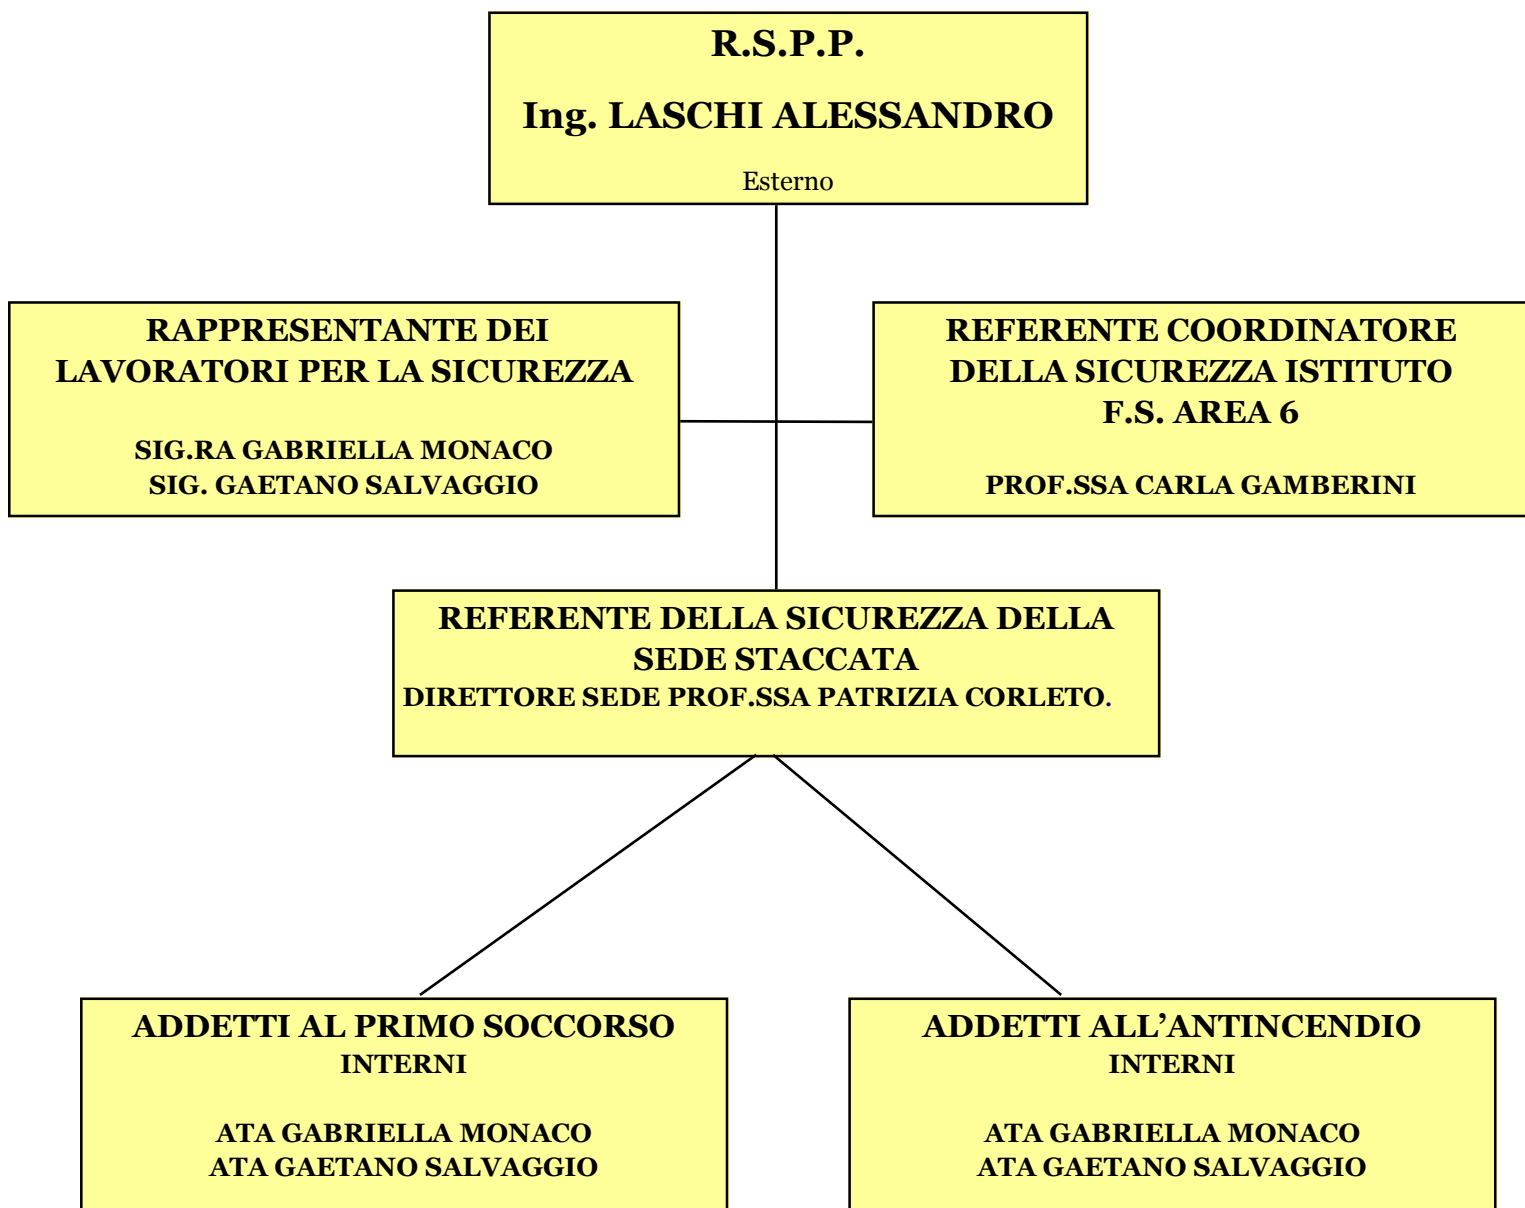 R.S.P.P.
Ing. LASCHI ALESSANDRO
Esterno
RAPPRESENTANTE DEI
LAVORATORI PER LA SICUREZZA
SIG.RA GABRIELLA MONACO
SIG. GAETANO SALVAGGIO
REFERENTE COORDINATORE
DELLA SICUREZZA ISTITUTO
F.S. AREA 6
PROF.SSA CARLA GAMBERINI
REFERENTE DELLA SICUREZZA DELLA
SEDE STACCATA
DIRETTORE SEDE PROF.SSA PATRIZIA CORLETO.
ADDETTI AL PRIMO SOCCORSO
INTERNI
ATA GABRIELLA MONACO
ATA GAETANO SALVAGGIO
ADDETTI ALL’ANTINCENDIO
INTERNI
ATA GABRIELLA MONACO
ATA GAETANO SALVAGGIO